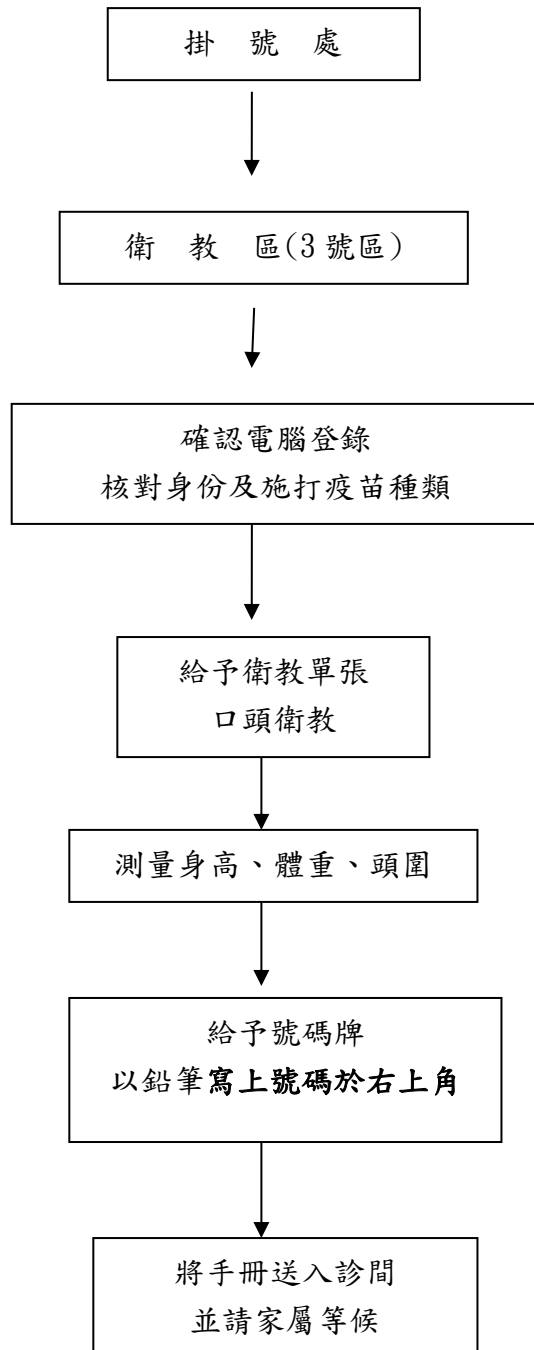 掛 號 處
衛 教 區(3號區)
確認電腦登錄
核對身份及施打疫苗種類
給予衛教單張
口頭衛教
測量身高、體重、頭圍
給予號碼牌
以鉛筆寫上號碼於右上角
將手冊送入診間
並請家屬等候